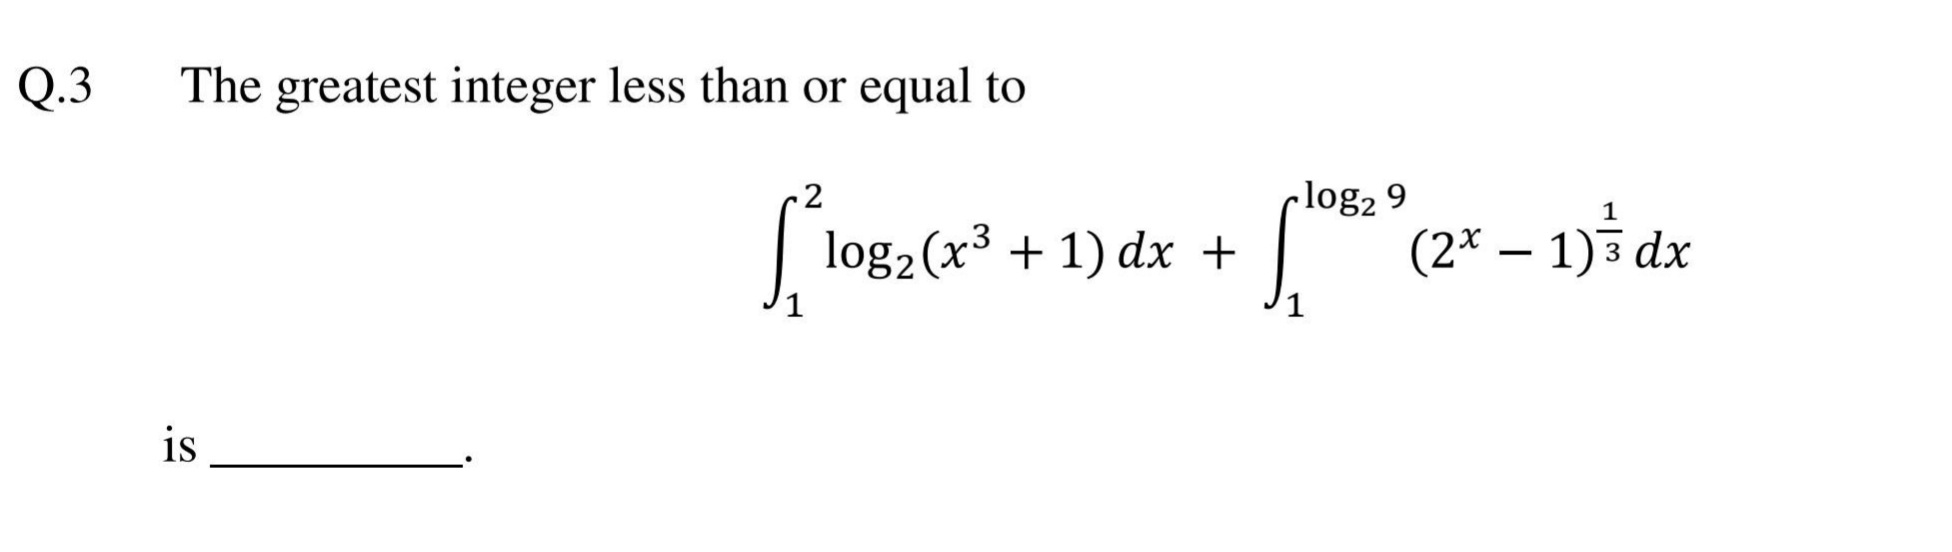 Q.3 The greatest integer less than or equal to
∫₁² log₂(x³ + 1) dx + ∫₁^(log₂ 9) (2ˣ − 1)^(1/3) dx
is __________.